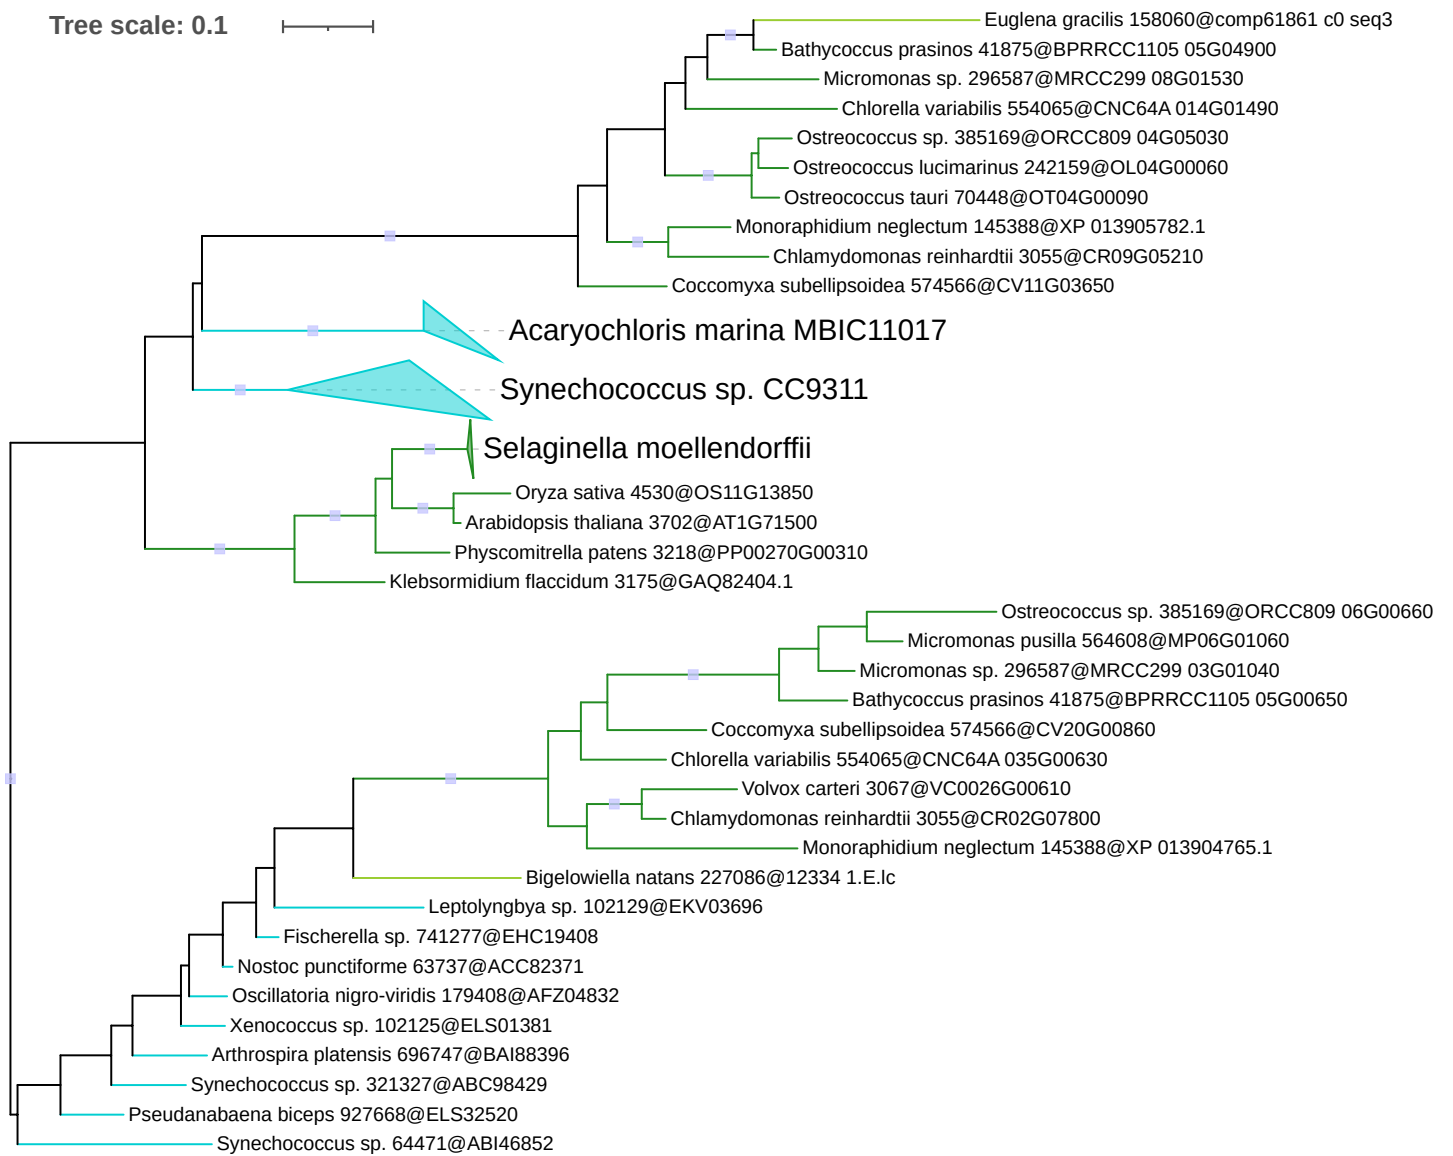 Tree scale: 0.1
Euglena gracilis 158060@comp61861 c0 seq3
Bathycoccus prasinos 41875@BPRRCC1105 05G04900
Micromonas sp. 296587@MRCC299 08G01530
Chlorella variabilis 554065@CNC64A 014G01490
Ostreococcus sp. 385169@ORCC809 04G05030
Ostreococcus lucimarinus 242159@OL04G00060
Ostreococcus tauri 70448@OT04G00090
Monoraphidium neglectum 145388@XP 013905782.1
Chlamydomonas reinhardtii 3055@CR09G05210
Coccomyxa subellipsoidea 574566@CV11G03650
Acaryochloris marina MBIC11017
Synechococcus sp. CC9311
Selaginella moellendorffii
Oryza sativa 4530@OS11G13850
Arabidopsis thaliana 3702@AT1G71500
Physcomitrella patens 3218@PP00270G00310
Klebsormidium flaccidum 3175@GAQ82404.1
Ostreococcus sp. 385169@ORCC809 06G00660
Micromonas pusilla 564608@MP06G01060
Micromonas sp. 296587@MRCC299 03G01040
Bathycoccus prasinos 41875@BPRRCC1105 05G00650
Coccomyxa subellipsoidea 574566@CV20G00860
Chlorella variabilis 554065@CNC64A 035G00630
Volvox carteri 3067@VC0026G00610
Chlamydomonas reinhardtii 3055@CR02G07800
Monoraphidium neglectum 145388@XP 013904765.1
Bigelowiella natans 227086@12334 1.E.lc
Leptolyngbya sp. 102129@EKV03696
Fischerella sp. 741277@EHC19408
Nostoc punctiforme 63737@ACC82371
Oscillatoria nigro-viridis 179408@AFZ04832
Xenococcus sp. 102125@ELS01381
Arthrospira platensis 696747@BAI88396
Synechococcus sp. 321327@ABC98429
Pseudanabaena biceps 927668@ELS32520
Synechococcus sp. 64471@ABI46852